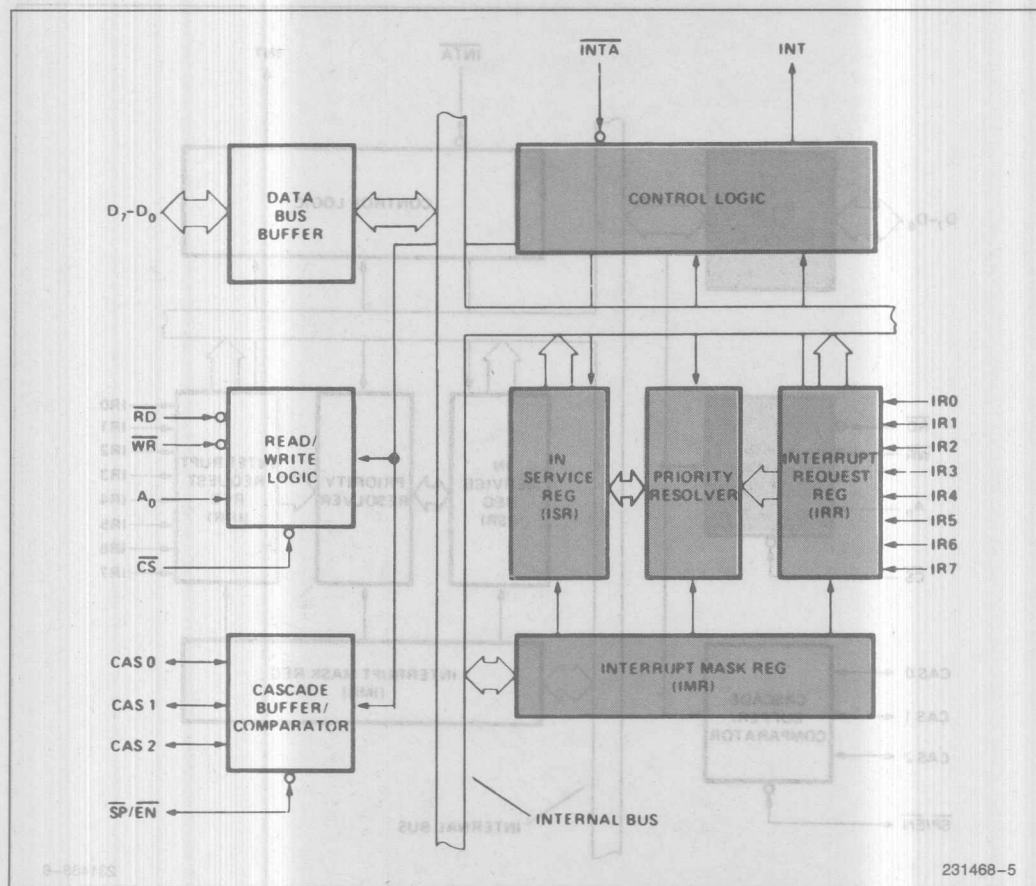 INTA
INT
D7-D0
DATA
BUS
BUFFER
CONTROL LOGIC
RD
WR
A0
CS
READ/
WRITE
LOGIC
IN
SERVICE
REG
(ISR)
PRIORITY
RESOLVER
INTERRUPT
REQUEST
REG
(IRR)
IR0
IR1
IR2
IR3
IR4
IR5
IR6
IR7
CAS 0
CAS 1
CAS 2
SP/EN
CASCADE
BUFFER/
COMPARATOR
INTERRUPT MASK REG
(IMR)
INTERNAL BUS
231468-5